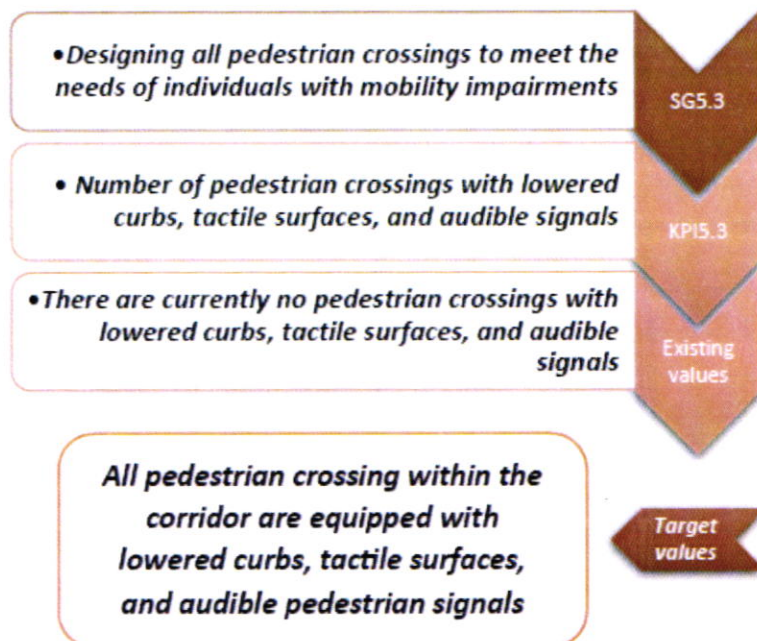 •Designing all pedestrian crossings to meet the
needs of individuals with mobility impairments
SG5.3
• Number of pedestrian crossings with lowered
curbs, tactile surfaces, and audible signals
KPI5.3
•There are currently no pedestrian crossings with
lowered curbs, tactile surfaces, and audible
signals
Existing
values
All pedestrian crossing within the
corridor are equipped with
lowered curbs, tactile surfaces,
and audible pedestrian signals
Target
values